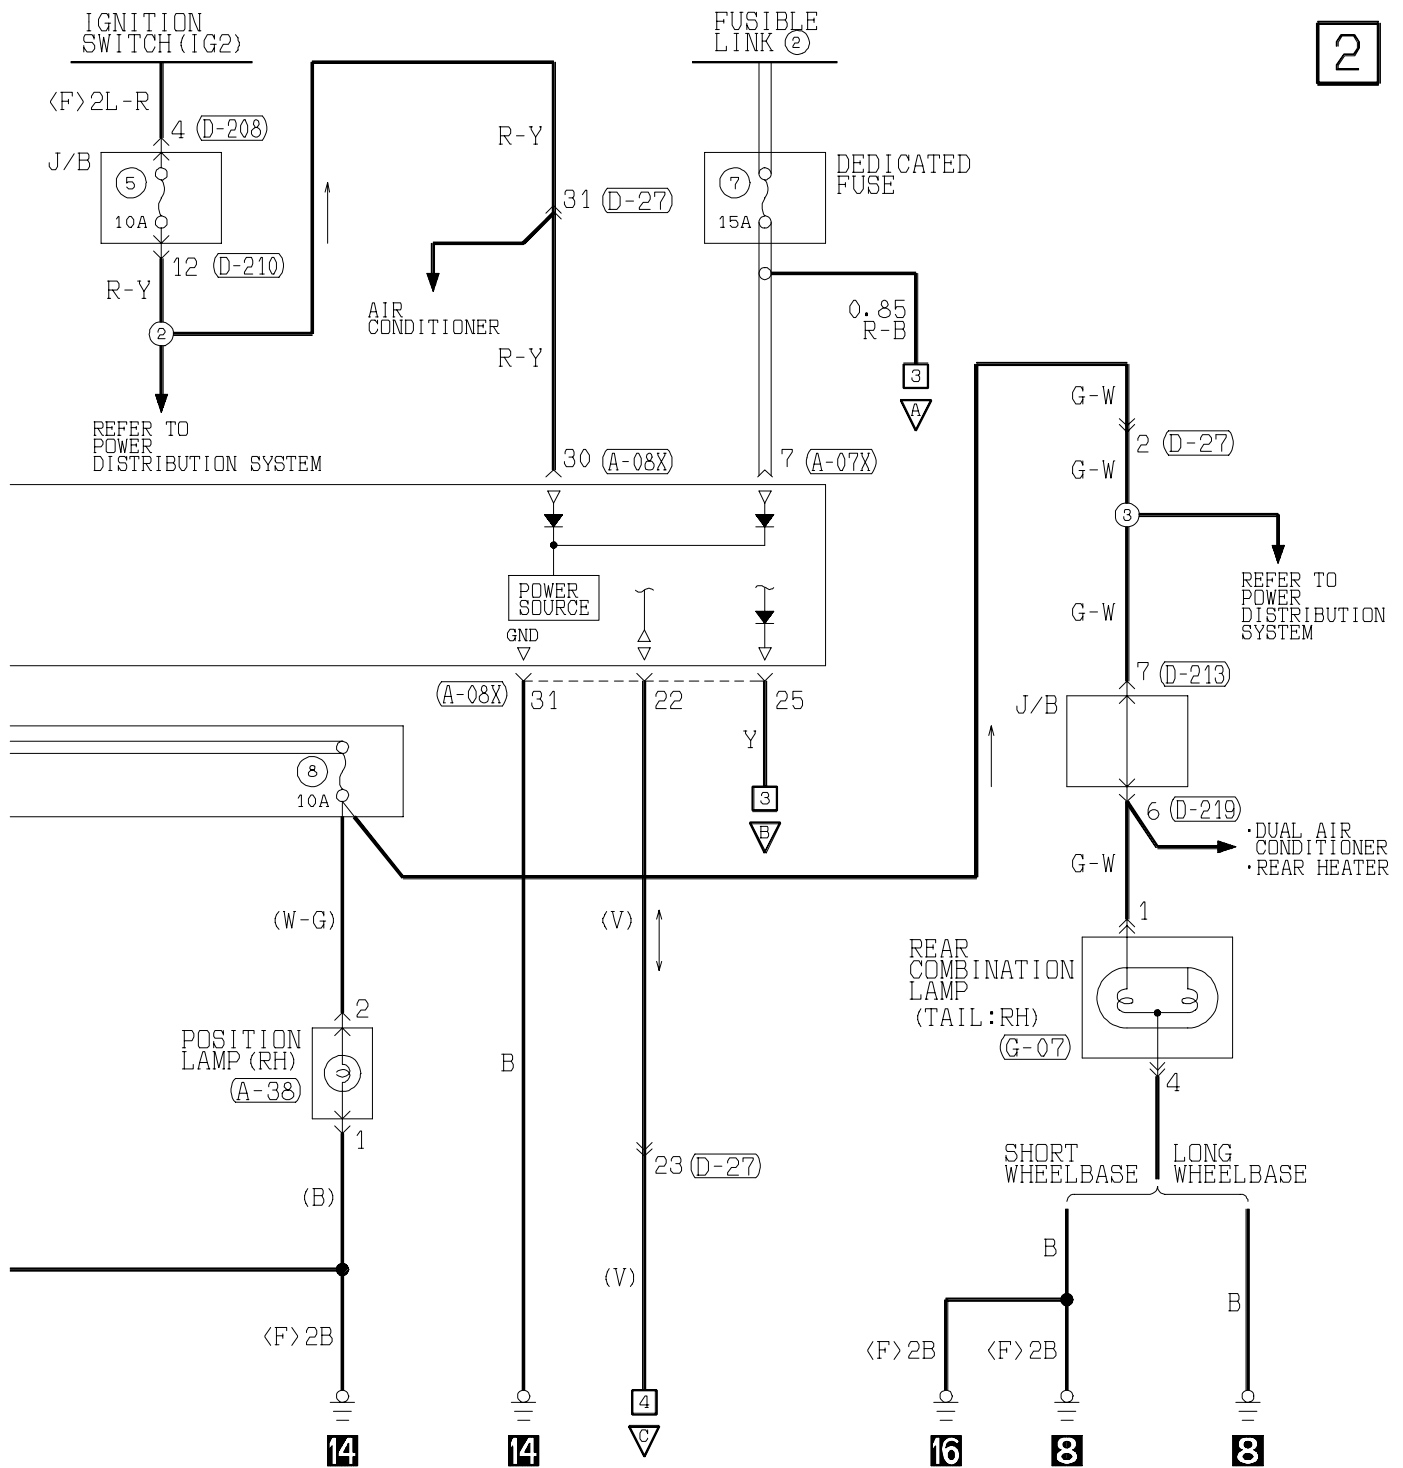 IGNITION
SWITCH(IG2)
FUSIBLE
LINK ②
2
<F>2L-R
4 (D-208)
J/B
5
10A
12 (D-210)
R-Y
2
REFER TO
POWER
DISTRIBUTION SYSTEM
R-Y
31 (D-27)
AIR
CONDITIONER
R-Y
30 (A-08X)
DEDICATED
FUSE
7
15A
0.85
R-B
3
A
7 (A-07X)
G-W
2 (D-27)
G-W
3
REFER TO
POWER
DISTRIBUTION
SYSTEM
G-W
7 (D-213)
J/B
6 (D-219)
·DUAL AIR
CONDITIONER
·REAR HEATER
G-W
1
POWER
SOURCE
GND
(A-08X) 31
22
25
Y
3
B
8
10A
(W-G)
(V)
2
POSITION
LAMP(RH)
(A-38)
1
(B)
<F>2B
14
B
14
23 (D-27)
(V)
4
C
REAR
COMBINATION
LAMP
(TAIL:RH)
(G-07)
4
SHORT
WHEELBASE
LONG
WHEELBASE
B
B
<F>2B
<F>2B
16
8
8